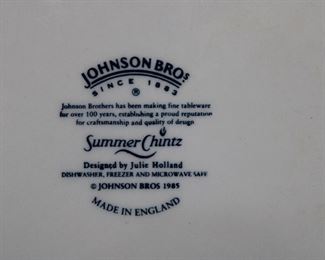 JOHNSON BROS
SINCE 1883
®
Johnson Brothers has been making fine tableware
for over 100 years, establishing a proud reputation
for craftsmanship and quality of design
Summer Chintz
Designed by Julie Holland
DISHWASHER, FREEZER AND MICROWAVE SAFE
© JOHNSON BROS 1985
MADE IN ENGLAND